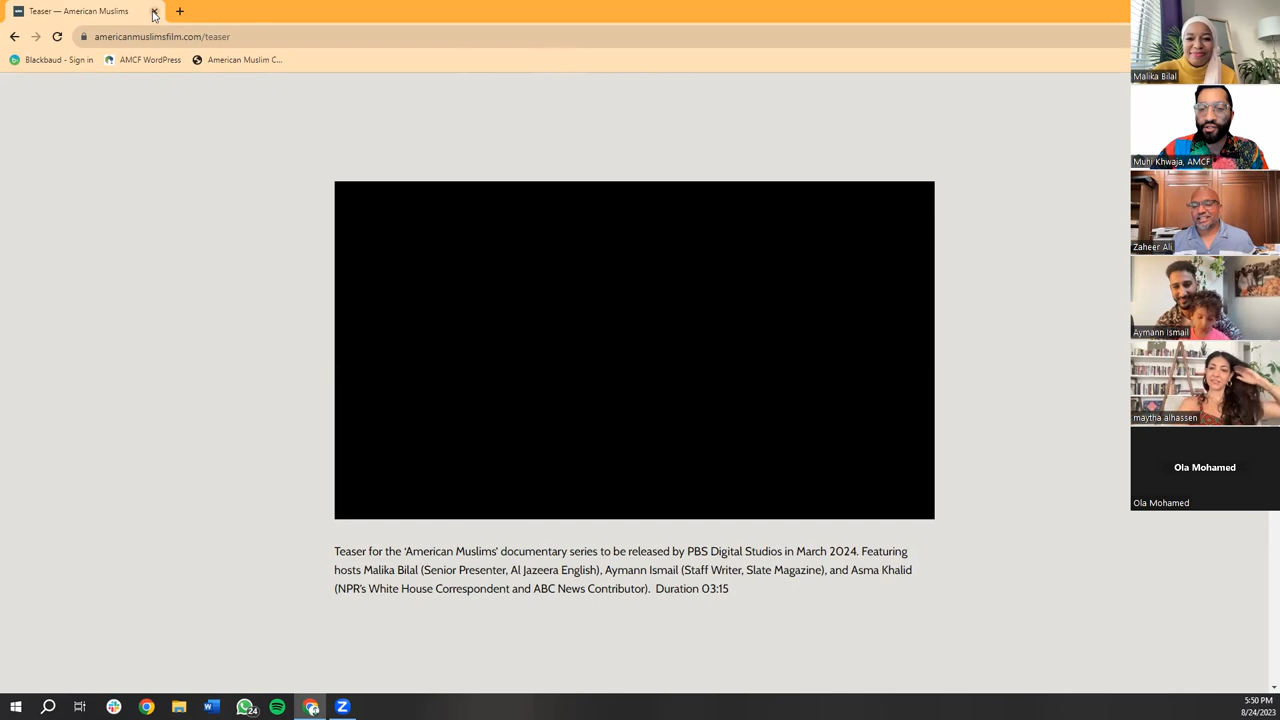 Teaser — American Muslims
americanmuslimsfilm.com/teaser
Blackbaud - Sign in
AMCF WordPress
American Muslim C...
Malika Bilal
Muhi Khwaja, AMCF
Zaheer Ali
Aymann Ismail
maytha alhassen
Ola Mohamed
Ola Mohamed
Teaser for the ‘American Muslims’ documentary series to be released by PBS Digital Studios in March 2024. Featuring
hosts Malika Bilal (Senior Presenter, Al Jazeera English), Aymann Ismail (Staff Writer, Slate Magazine), and Asma Khalid
(NPR’s White House Correspondent and ABC News Contributor).  Duration 03:15
24
5:50 PM
8/24/2023